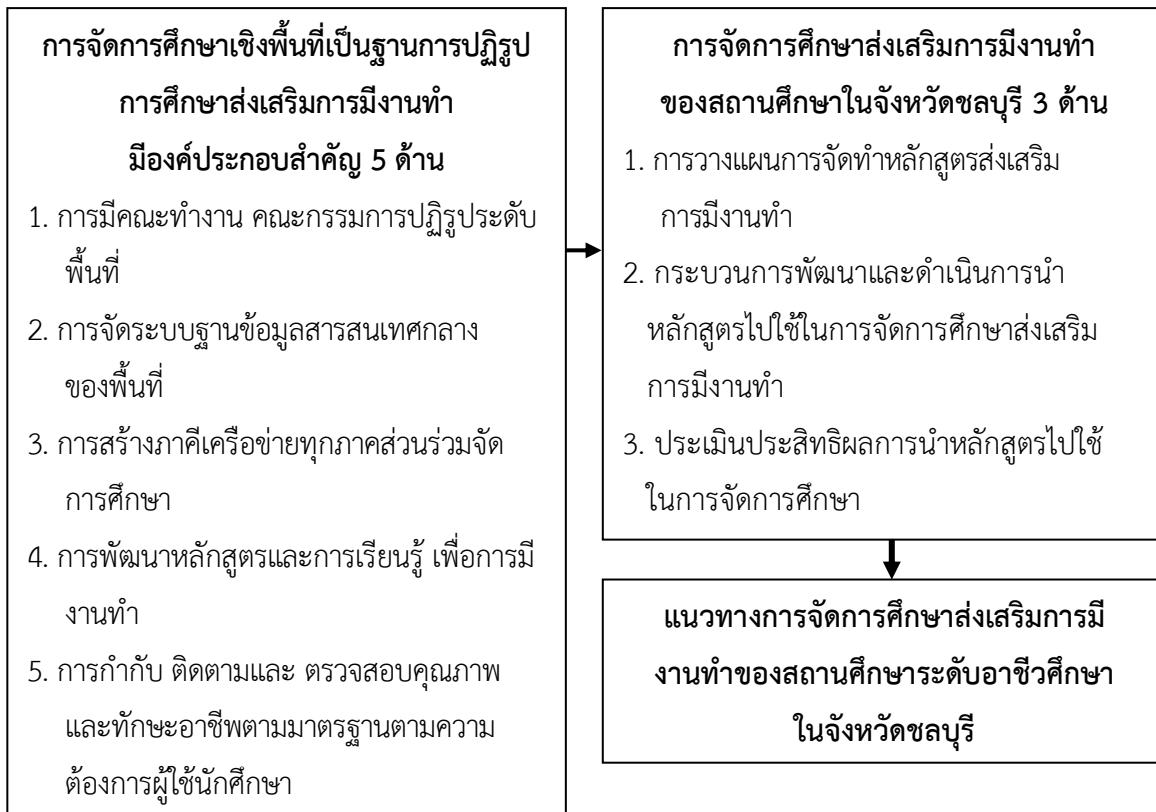 การจัดการศึกษาเชิงพื้นที่เป็นฐานการปฏิรูป
การศึกษาส่งเสริมการมีงานทำ
มีองค์ประกอบสำคัญ 5 ด้าน
1. การมีคณะทำงาน คณะกรรมการปฏิรูประดับ
พื้นที่
2. การจัดระบบฐานข้อมูลสารสนเทศกลาง
ของพื้นที่
3. การสร้างภาคีเครือข่ายทุกภาคส่วนร่วมจัด
การศึกษา
4. การพัฒนาหลักสูตรและการเรียนรู้ เพื่อการมี
งานทำ
5. การกำกับ ติดตามและ ตรวจสอบคุณภาพ
และทักษะอาชีพตามมาตรฐานตามความ
ต้องการผู้ใช้นักศึกษา
การจัดการศึกษาส่งเสริมการมีงานทำ
ของสถานศึกษาในจังหวัดชลบุรี 3 ด้าน
1. การวางแผนการจัดทำหลักสูตรส่งเสริม
การมีงานทำ
2. กระบวนการพัฒนาและดำเนินการนำ
หลักสูตรไปใช้ในการจัดการศึกษาส่งเสริม
การมีงานทำ
3. ประเมินประสิทธิผลการนำหลักสูตรไปใช้
ในการจัดการศึกษา
แนวทางการจัดการศึกษาส่งเสริมการมี
งานทำของสถานศึกษาระดับอาชีวศึกษา
ในจังหวัดชลบุรี